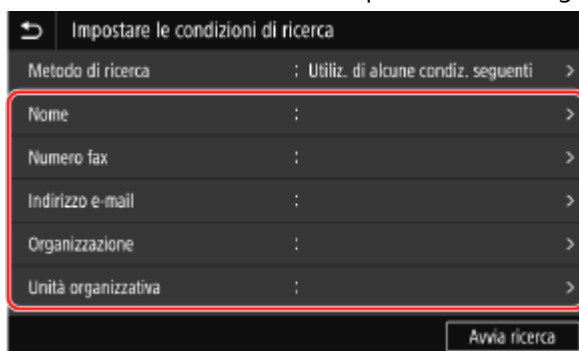 Impostare le condizioni di ricerca
Metodo di ricerca : Utiliz. di alcune condiz. seguenti >
Nome : >
Numero fax : >
Indirizzo e-mail : >
Organizzazione : >
Unità organizzativa : >
Avvia ricerca